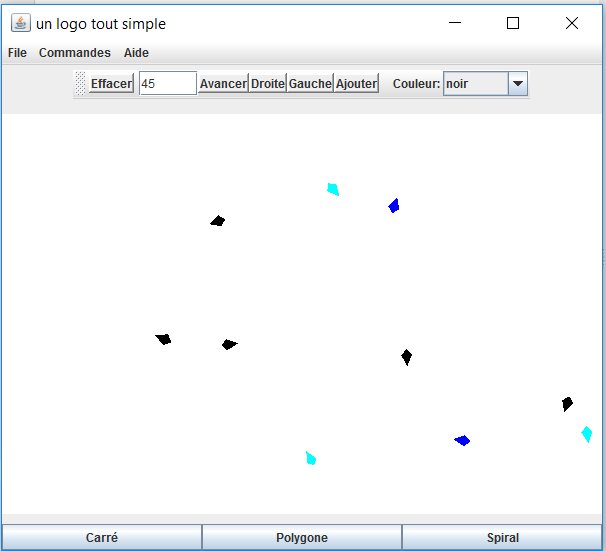 un logo tout simple
File Commandes Aide
Effacer 45 Avancer Droite Gauche Ajouter Couleur: noir
Carré Polygone Spiral